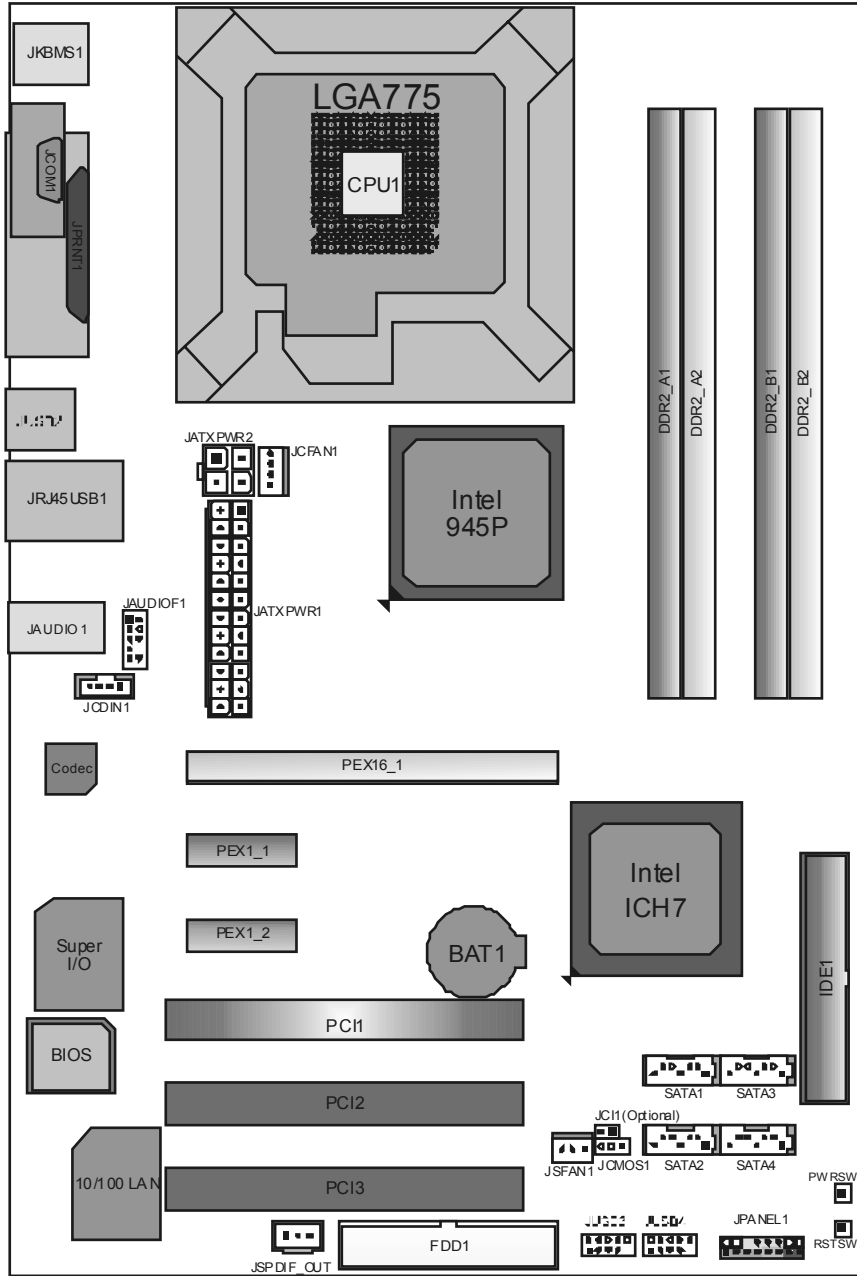 JKBMS1
LGA775
CPU1
JCOM1
JPRNT1
DDR2_A1
DDR2_A2
DDR2_B1
DDR2_B2
JATXPWR2
JCFAN1
JRJ45USB1
Intel
945P
JAUDIOF1
JATXPWR1
JAUDIO1
JCDIN1
Codec
PEX16_1
PEX1_1
Intel
ICH7
IDE1
PEX1_2
BAT1
Super
I/O
PCI1
BIOS
SATA1
SATA3
PCI2
JCI1(Optional)
JSFAN1
JCMOS1
SATA2
SATA4
10/100 LAN
PCI3
PWRSW
JPANEL1
RSTSW
FDD1
JSPDIF_OUT